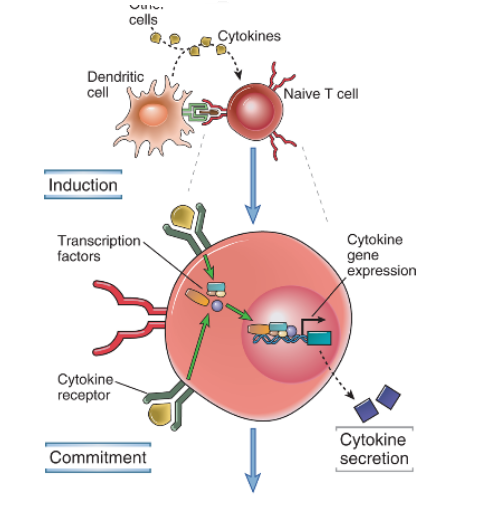 cells
Cytokines
Dendritic
cell
Naive T cell
Induction
Transcription
factors
Cytokine
gene
expression
Cytokine
receptor
Commitment
Cytokine
secretion